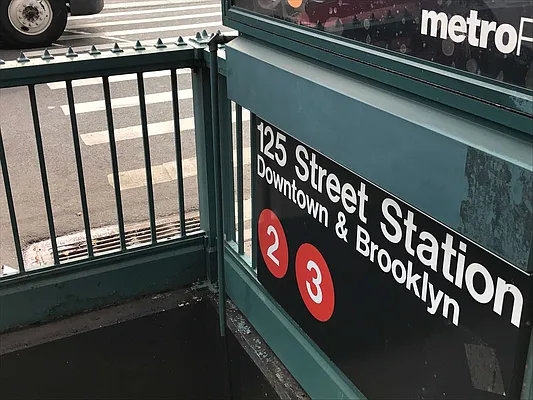 metro
125 Street Station
Downtown & Brooklyn
2 3